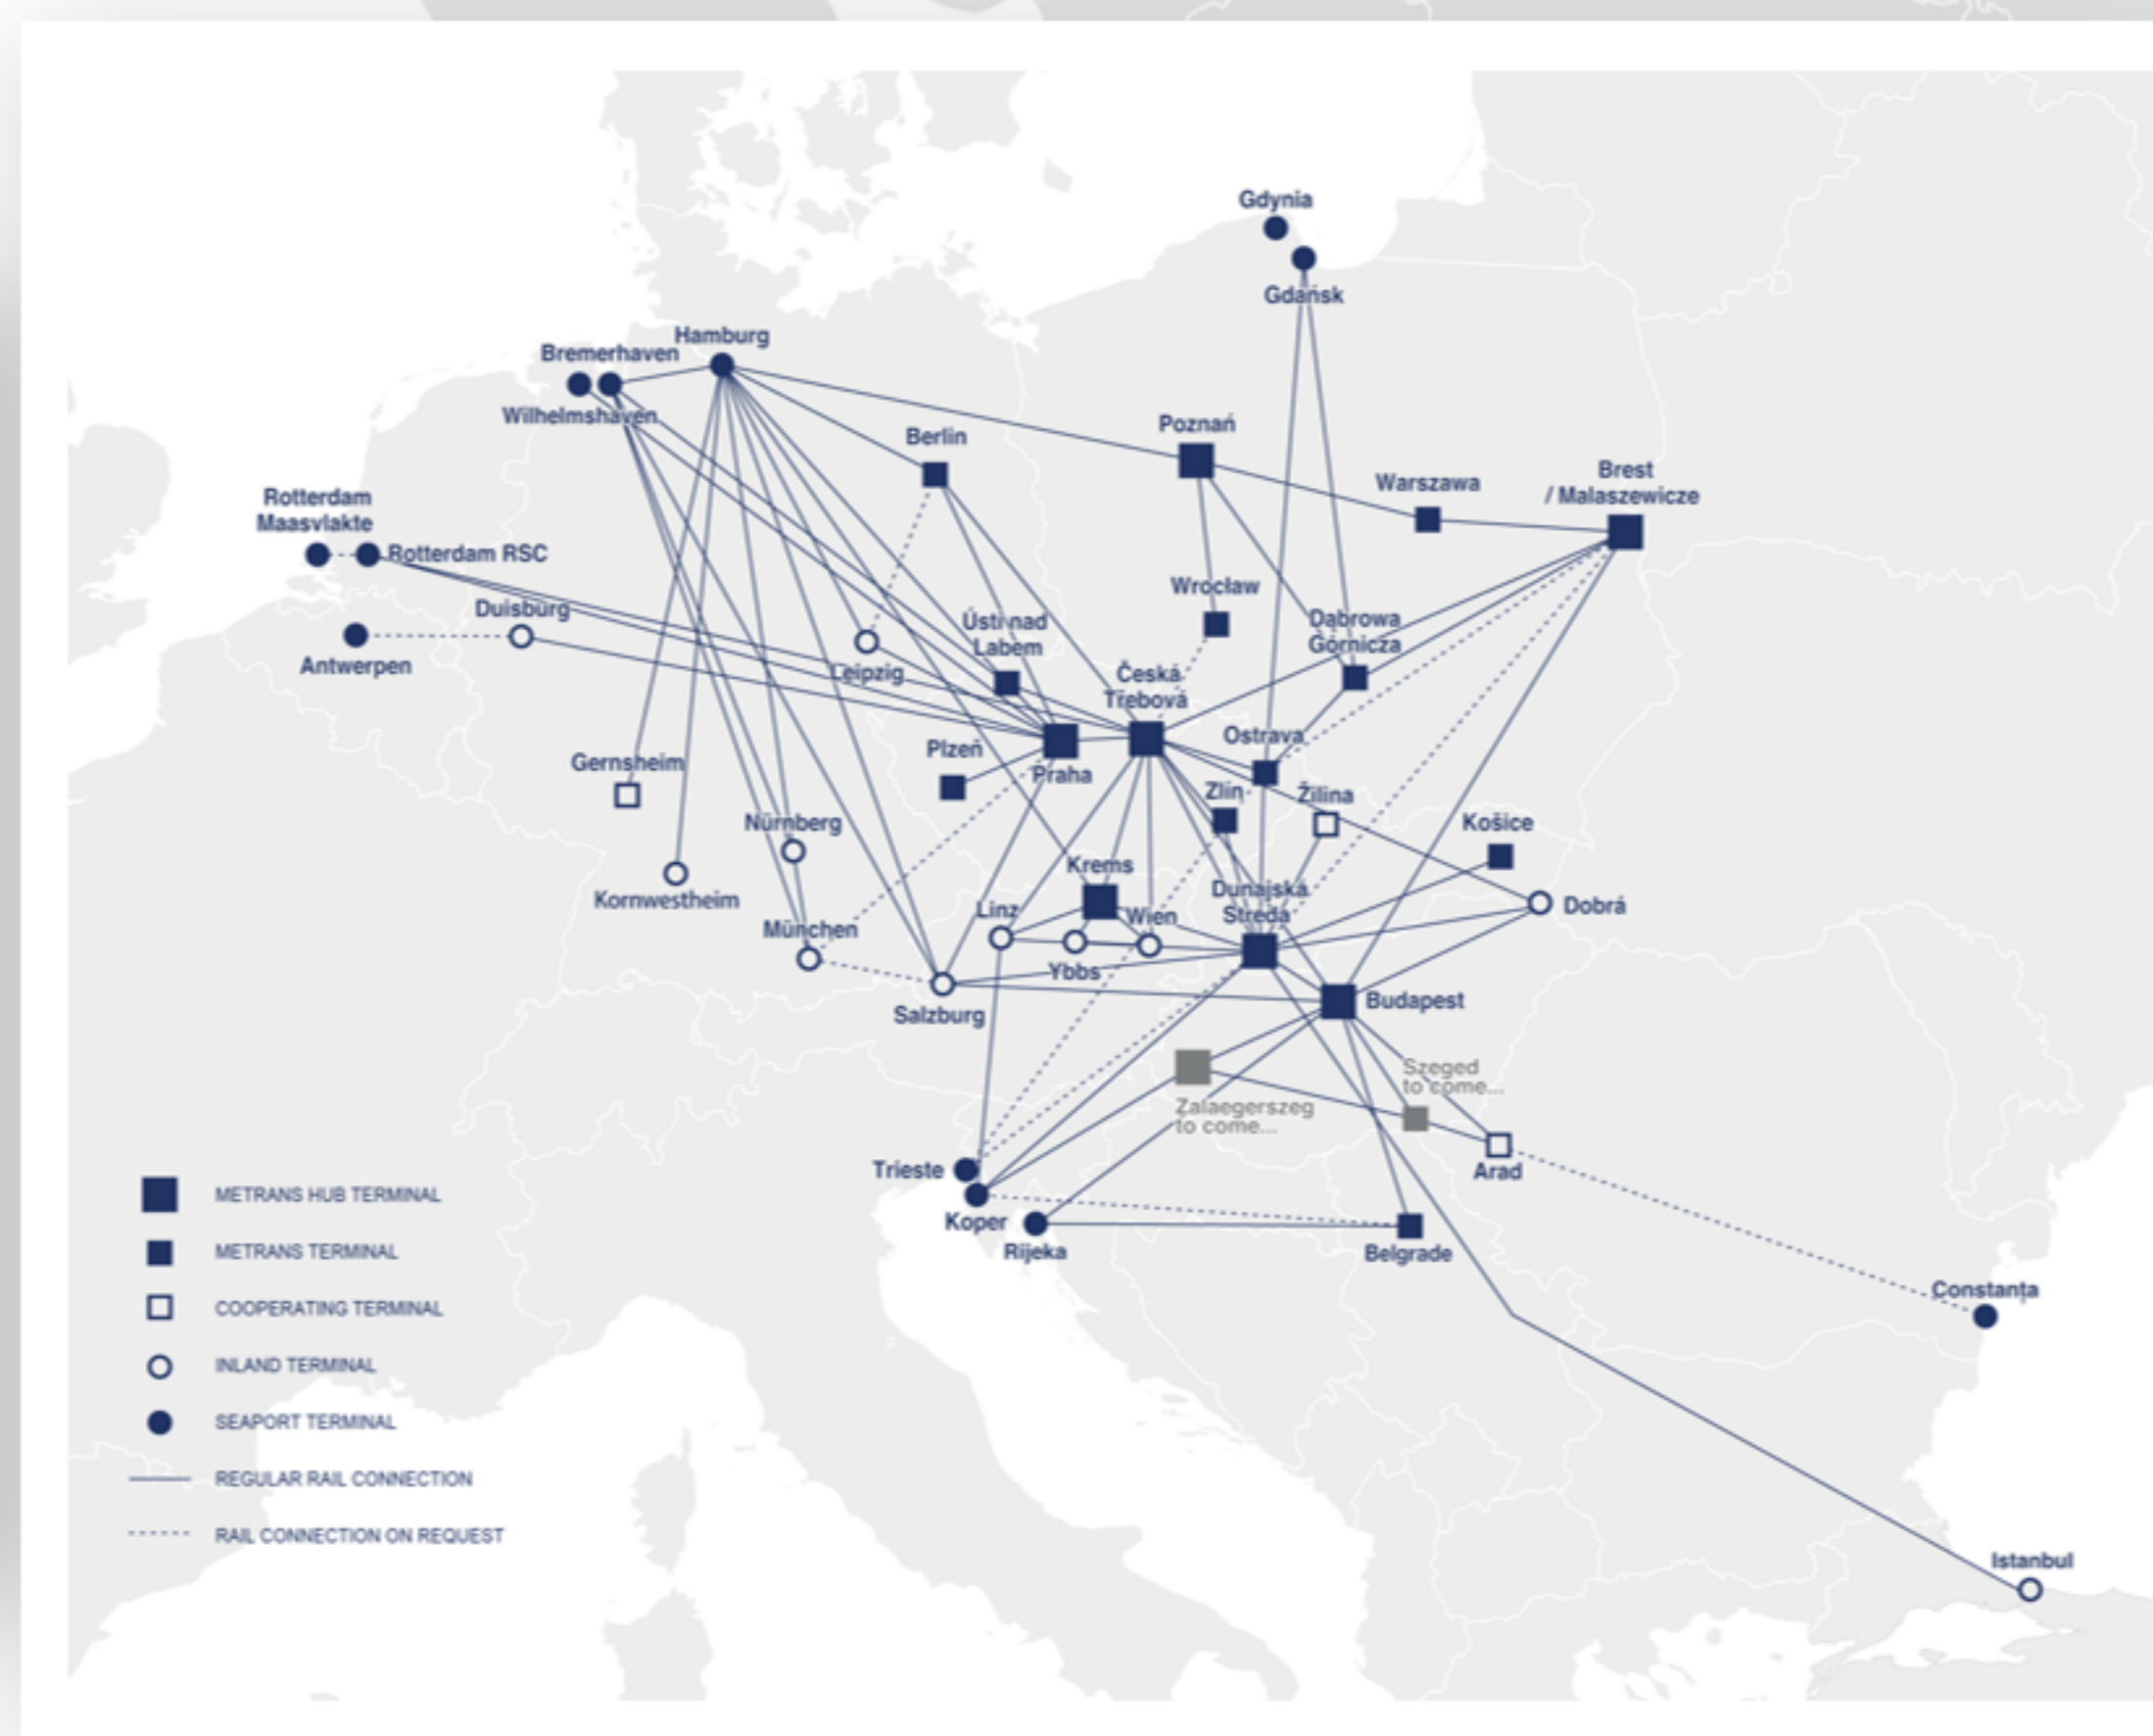 Gdynia
Gdańsk
Hamburg
Bremerhaven
Wilhelmshaven
Berlin
Poznań
Warszawa
Brest
/ Malaszewicze
Rotterdam
Maasvlakte
Rotterdam RSC
Duisburg
Antwerpen
Leipzig
Ústi nad
Labem
Wrocław
Dąbrowa
Górnicza
Česká
Třebová
Ostrava
Plzeň
Praha
Gernsheim
Zlín
Žilina
Košice
Nürnberg
Kornwestheim
Krems
Dunajská
Streda
Dobrá
Linz
Wien
München
Ybbs
Salzburg
Budapest
Szeged
to come...
Zalaegerszeg
to come...
Trieste
Arad
Koper
Rijeka
Belgrade
Constanța
Istanbul
METRANS HUB TERMINAL
METRANS TERMINAL
COOPERATING TERMINAL
INLAND TERMINAL
SEAPORT TERMINAL
REGULAR RAIL CONNECTION
RAIL CONNECTION ON REQUEST